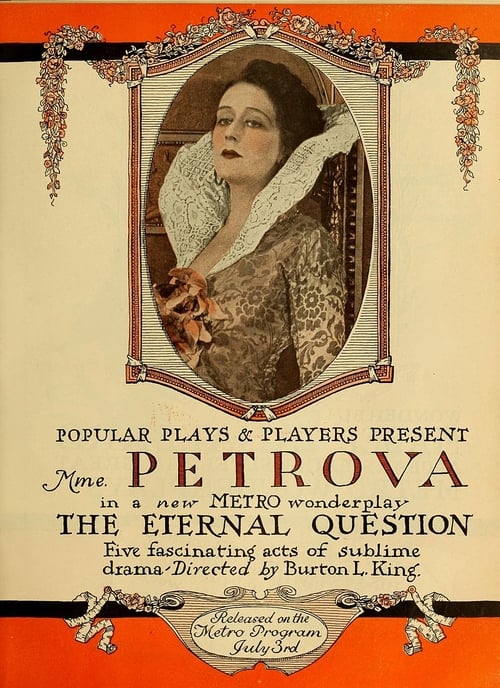 POPULAR PLAYS & PLAYERS PRESENT
Mme. PETROVA
in a new METRO wonderplay
THE ETERNAL QUESTION
Five fascinating acts of sublime
drama - Directed by Burton L. King.
Released on the
Metro Program
July 3rd